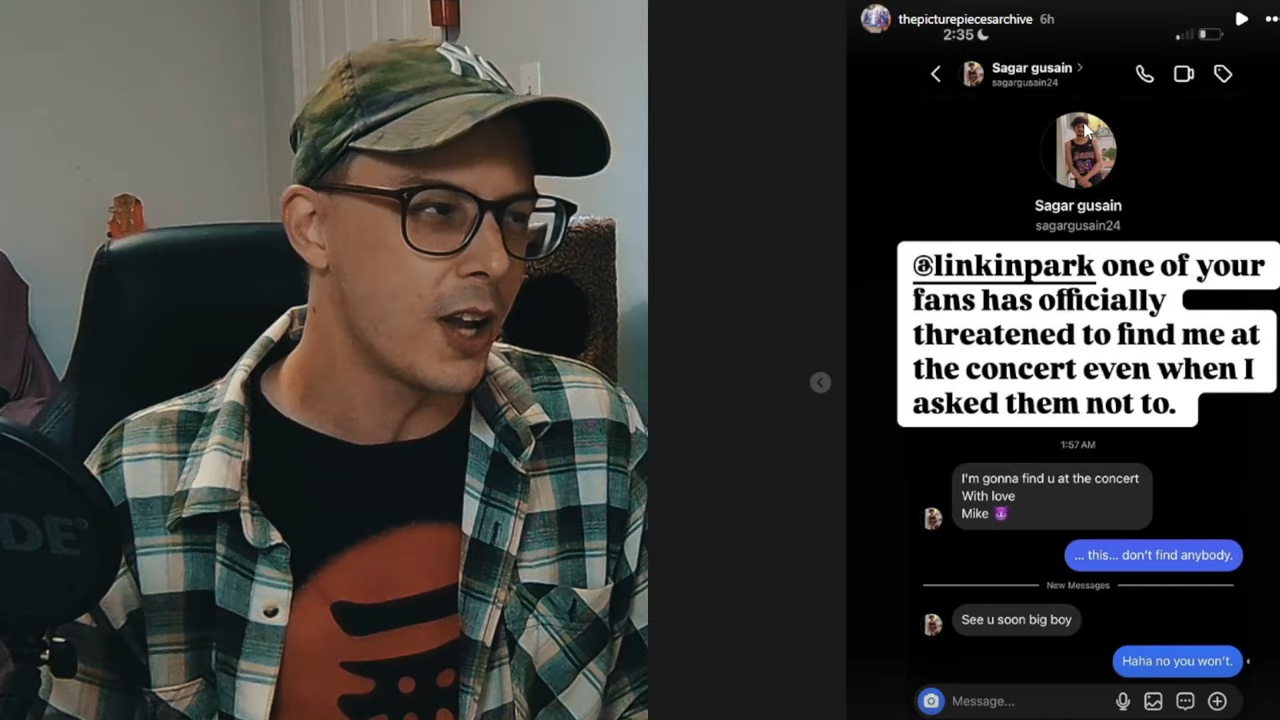 NY
DE
thepicturepiecesarchive 6h
2:35
Sagar gusain
sagargusain24
Sagar gusain
sagargusain24
@linkinpark one of your
fans has officially
threatened to find me at
the concert even when I
asked them not to.
1:57 AM
I'm gonna find u at the concert
With love
Mike 😈
... this... don't find anybody.
New Messages
See u soon big boy
Haha no you won't.
Message...